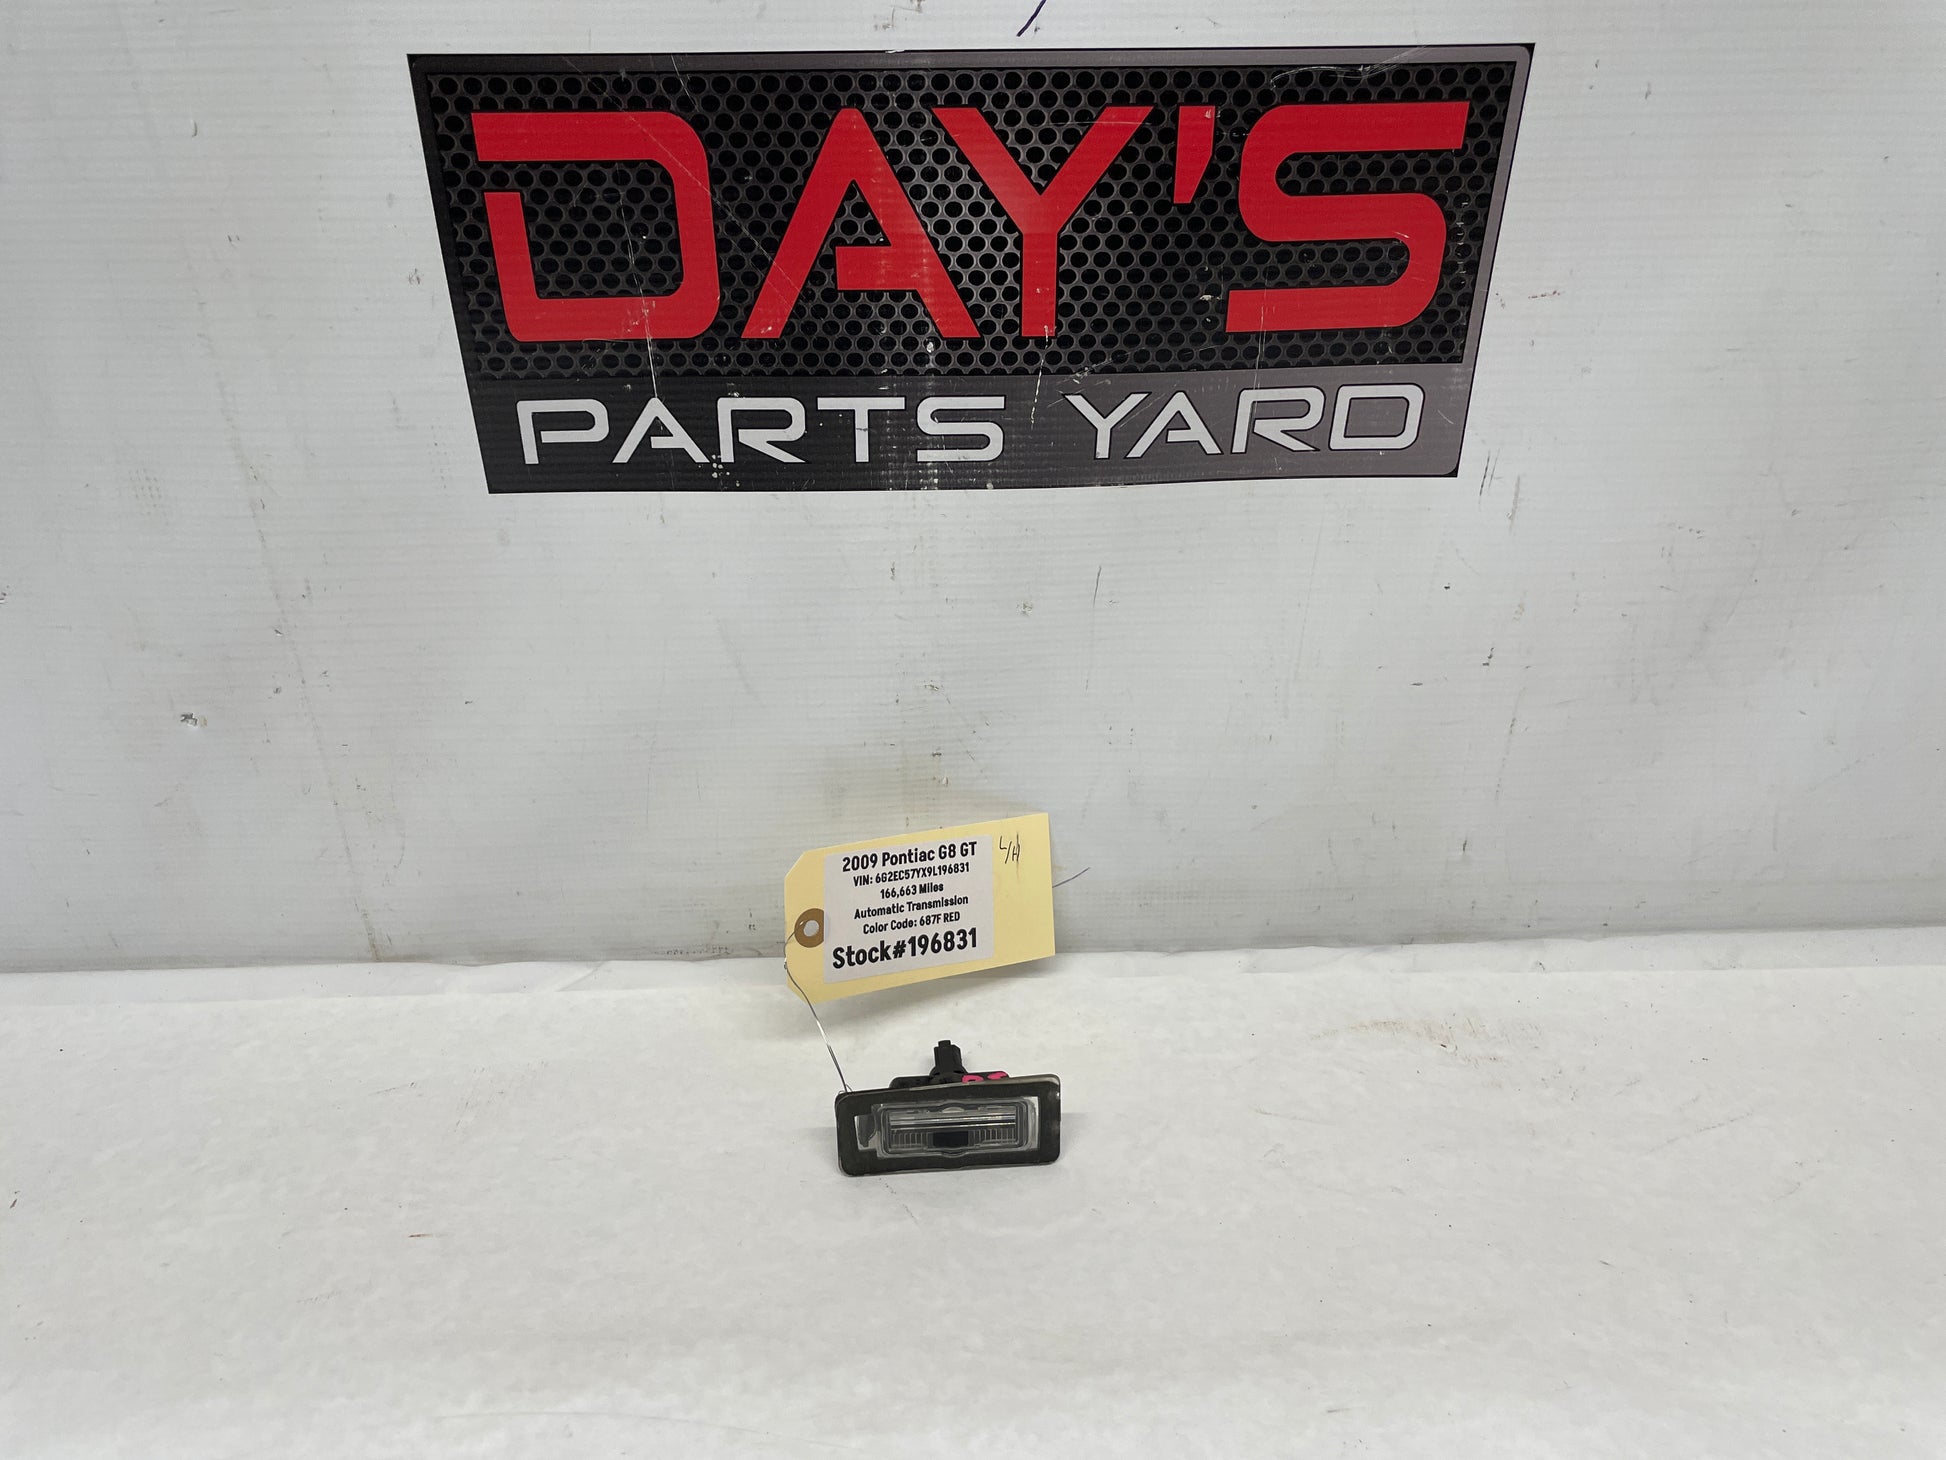 DAY'S
PARTS YARD
2009 Pontiac G8 GT
VIN: 6G2EC57YX9L196831
166,663 Miles
Automatic Transmission
Color Code: 687F RED
Stock#196831
L/H